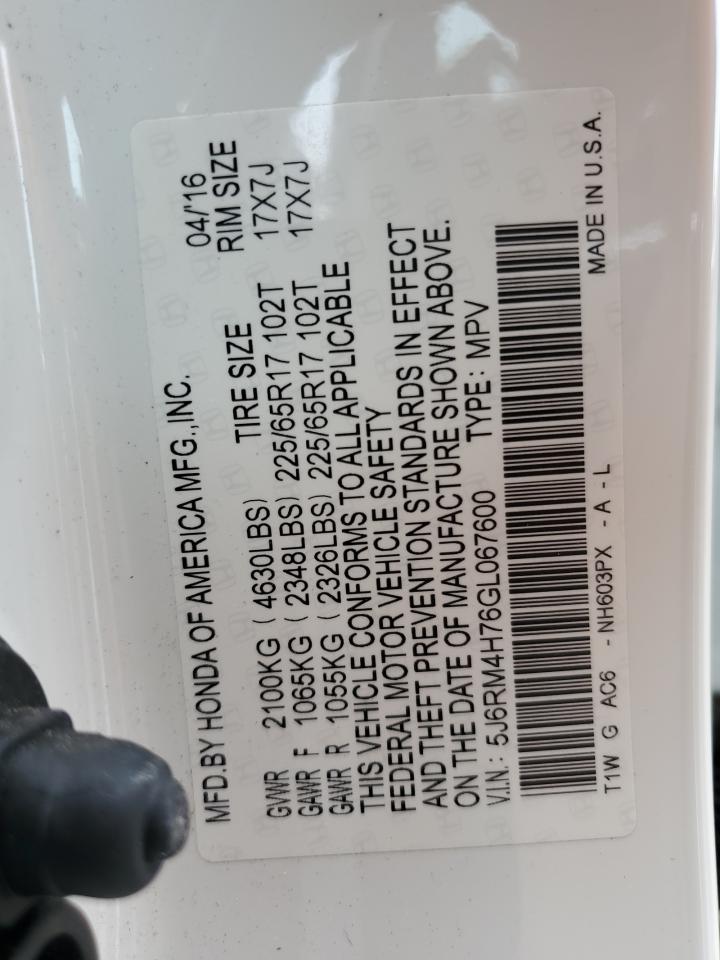 MFD.BY HONDA OF AMERICA MFG.,INC. 04/'16
TIRE SIZE RIM SIZE
GVWR 2100KG ( 4630LBS)
GAWR F 1065KG ( 2348LBS) 225/65R17 102T 17X7J
GAWR R 1055KG ( 2326LBS) 225/65R17 102T 17X7J
THIS VEHICLE CONFORMS TO ALL APPLICABLE
FEDERAL MOTOR VEHICLE SAFETY
AND THEFT PREVENTION STANDARDS IN EFFECT
ON THE DATE OF MANUFACTURE SHOWN ABOVE.
V.I.N.: 5J6RM4H76GL067600 TYPE: MPV
T1W G AC6 - NH603PX - A - L MADE IN U.S.A.